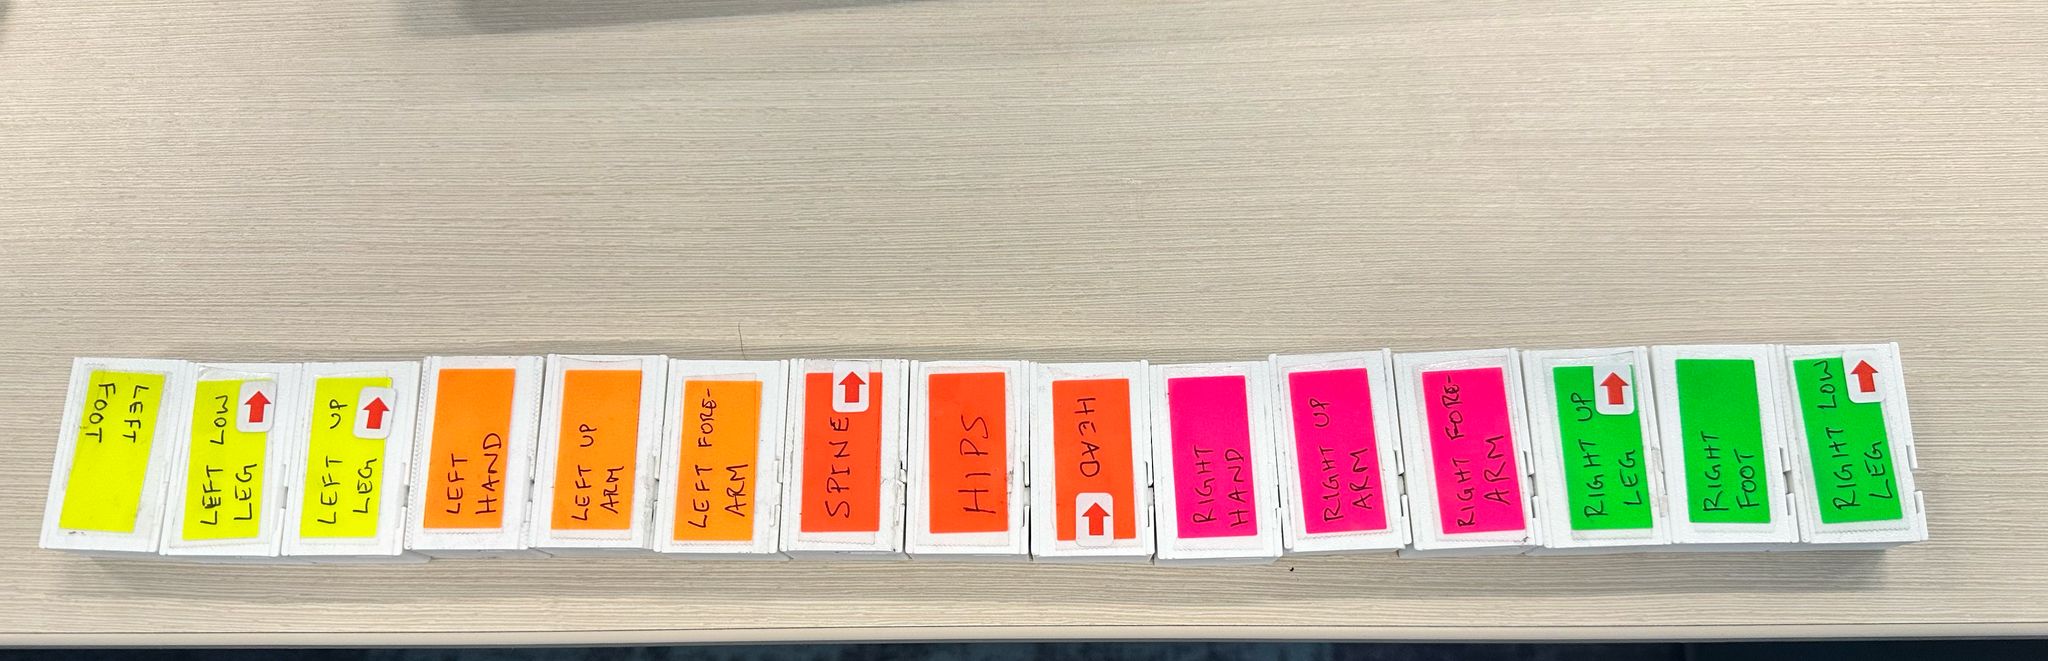 LEFT
FOOT
LEFT LOW
LEG
LEFT UP
LEG
LEFT
HAND
LEFT UP
ARM
LEFT FORE-
ARM
SPINE
HIPS
HEAD
RIGHT
HAND
RIGHT UP
ARM
RIGHT FORE-
ARM
RIGHT UP
LEG
RIGHT
FOOT
RIGHT LOW
LEG